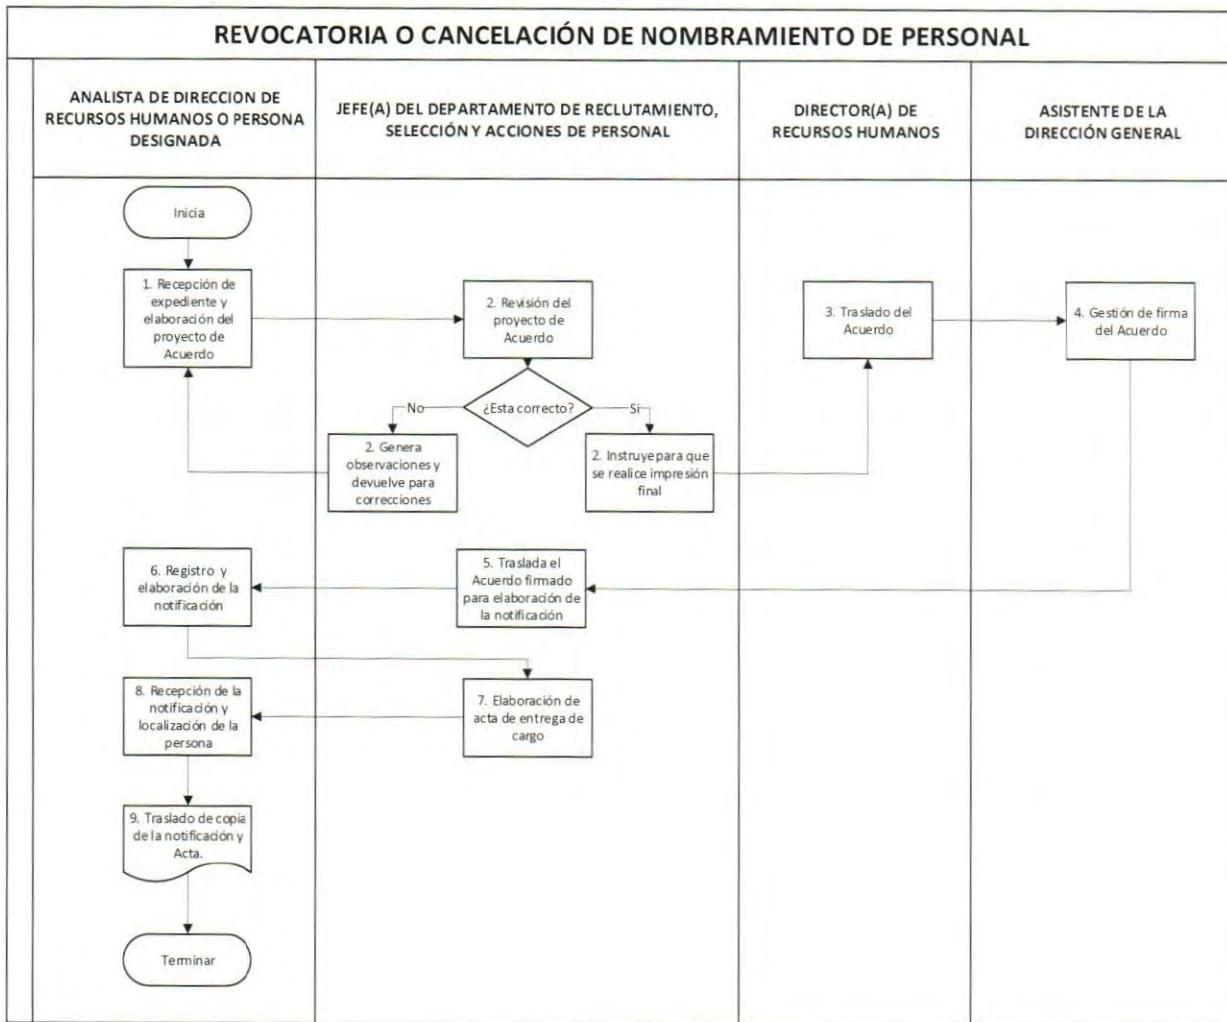 REVOCATORIA O CANCELACIÓN DE NOMBRAMIENTO DE PERSONAL
ANALISTA DE DIRECCION DE
RECURSOS HUMANOS O PERSONA
DESIGNADA
JEFE(A) DEL DEPARTAMENTO DE RECLUTAMIENTO,
SELECCIÓN Y ACCIONES DE PERSONAL
DIRECTOR(A) DE
RECURSOS HUMANOS
ASISTENTE DE LA
DIRECCIÓN GENERAL
Inicia
1. Recepción de
expediente y
elaboración del
proyecto de
Acuerdo
2. Revisión del
proyecto de
Acuerdo
3. Traslado del
Acuerdo
4. Gestión de firma
del Acuerdo
¿Esta correcto?
No
Si
2. Genera
observaciones y
devuelve para
correcciones
2. Instruye para que
se realice impresión
final
6. Registro y
elaboración de la
notificación
5. Traslada el
Acuerdo firmado
para elaboración de
la notificación
8. Recepción de la
notificación y
localización de la
persona
7. Elaboración de
acta de entrega de
cargo
9. Traslado de copia
de la notificación y
Acta.
Terminar